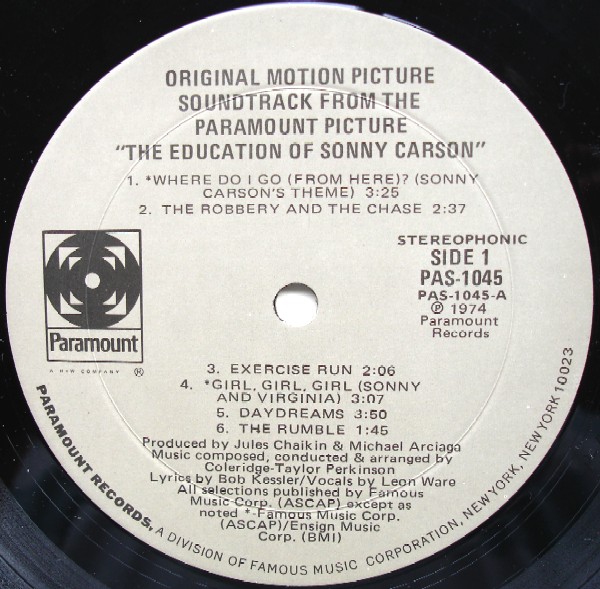 ORIGINAL MOTION PICTURE
SOUNDTRACK FROM THE
PARAMOUNT PICTURE
"THE EDUCATION OF SONNY CARSON"
1. *WHERE DO I GO (FROM HERE)? (SONNY
CARSON'S THEME) 3:25
2. THE ROBBERY AND THE CHASE 2:37
Paramount
A G+W COMPANY ®
STEREOPHONIC
SIDE 1
PAS-1045
PAS-1045-A
℗ 1974
Paramount
Records
3. EXERCISE RUN 2:06
4. *GIRL, GIRL, GIRL (SONNY
AND VIRGINIA) 3:07
5. DAYDREAMS 3:50
6. THE RUMBLE 1:45
Produced by Jules Chaikin & Michael Arciaga
Music composed, conducted & arranged by
Coleridge-Taylor Perkinson
Lyrics by Bob Kessler/Vocals by Leon Ware
All selections published by Famous
Music Corp. (ASCAP) except as
noted *-Famous Music Corp.
(ASCAP)/Ensign Music
Corp. (BMI)
PARAMOUNT RECORDS, A DIVISION OF FAMOUS MUSIC CORPORATION, NEW YORK, NEW YORK 10023